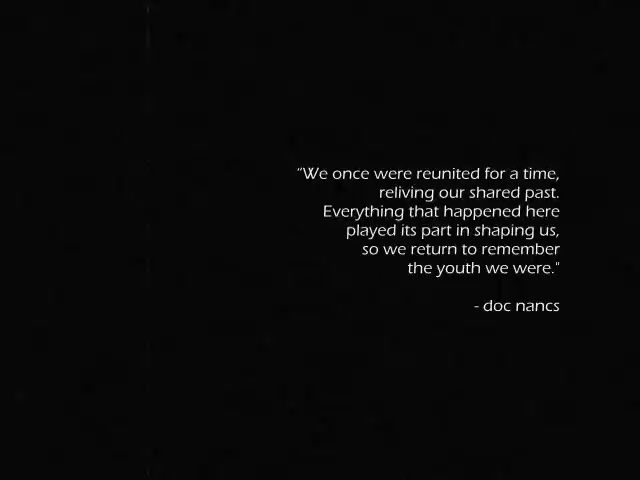 “We once were reunited for a time,
reliving our shared past.
Everything that happened here
played its part in shaping us,
so we return to remember
the youth we were."
- doc nancs